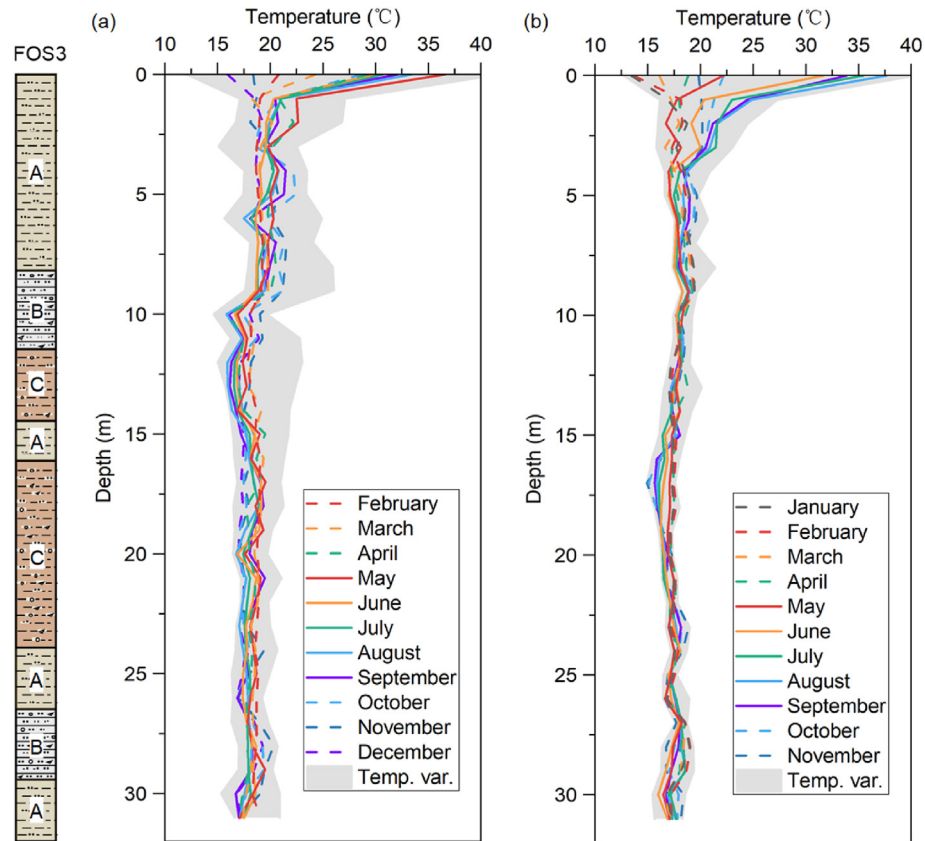 (a)
Temperature (℃)
10 15 20 25 30 35 40
FOS3
A
B
C
A
C
A
B
A
Depth (m)
0
5
10
15
20
25
30
February
March
April
May
June
July
August
September
October
November
December
Temp. var.
(b)
Temperature (℃)
10 15 20 25 30 35 40
Depth (m)
0
5
10
15
20
25
30
January
February
March
April
May
June
July
August
September
October
November
Temp. var.